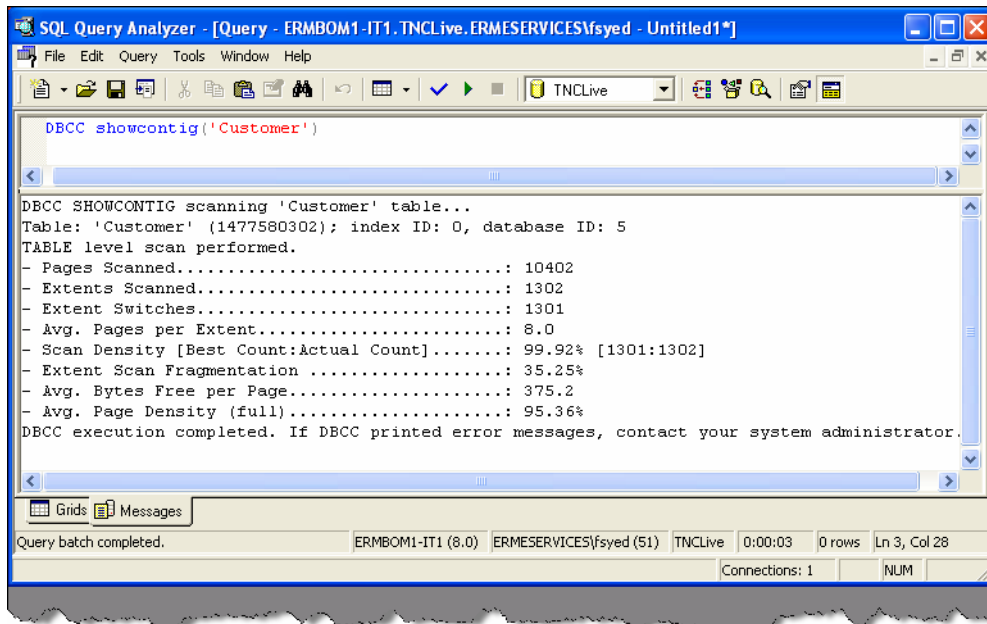 SQL Query Analyzer - [Query - ERMBOM1-IT1.TNCLive.ERMESERVICES\fsyed - Untitled1*]
File Edit Query Tools Window Help
TNCLive
DBCC showcontig('Customer')
DBCC SHOWCONTIG scanning 'Customer' table...
Table: 'Customer' (1477580302); index ID: 0, database ID: 5
TABLE level scan performed.
- Pages Scanned................................: 10402
- Extents Scanned..............................: 1302
- Extent Switches..............................: 1301
- Avg. Pages per Extent........................: 8.0
- Scan Density [Best Count:Actual Count].......: 99.92% [1301:1302]
- Extent Scan Fragmentation ...................: 35.25%
- Avg. Bytes Free per Page.....................: 375.2
- Avg. Page Density (full).....................: 95.36%
DBCC execution completed. If DBCC printed error messages, contact your system administrator.
Grids Messages
Query batch completed. ERMBOM1-IT1 (8.0) ERMESERVICES\fsyed (51) TNCLive 0:00:03 0 rows Ln 3, Col 28
Connections: 1 NUM